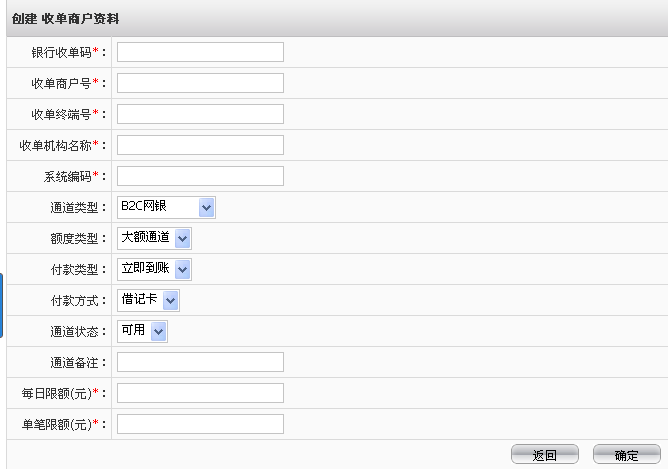 创建 收单商户资料
银行收单码*：
收单商户号*：
收单终端号*：
收单机构名称*：
系统编码*：
通道类型： B2C网银
额度类型： 大额通道
付款类型： 立即到账
付款方式： 借记卡
通道状态： 可用
通道备注：
每日限额(元)*：
单笔限额(元)*：
返回 确定